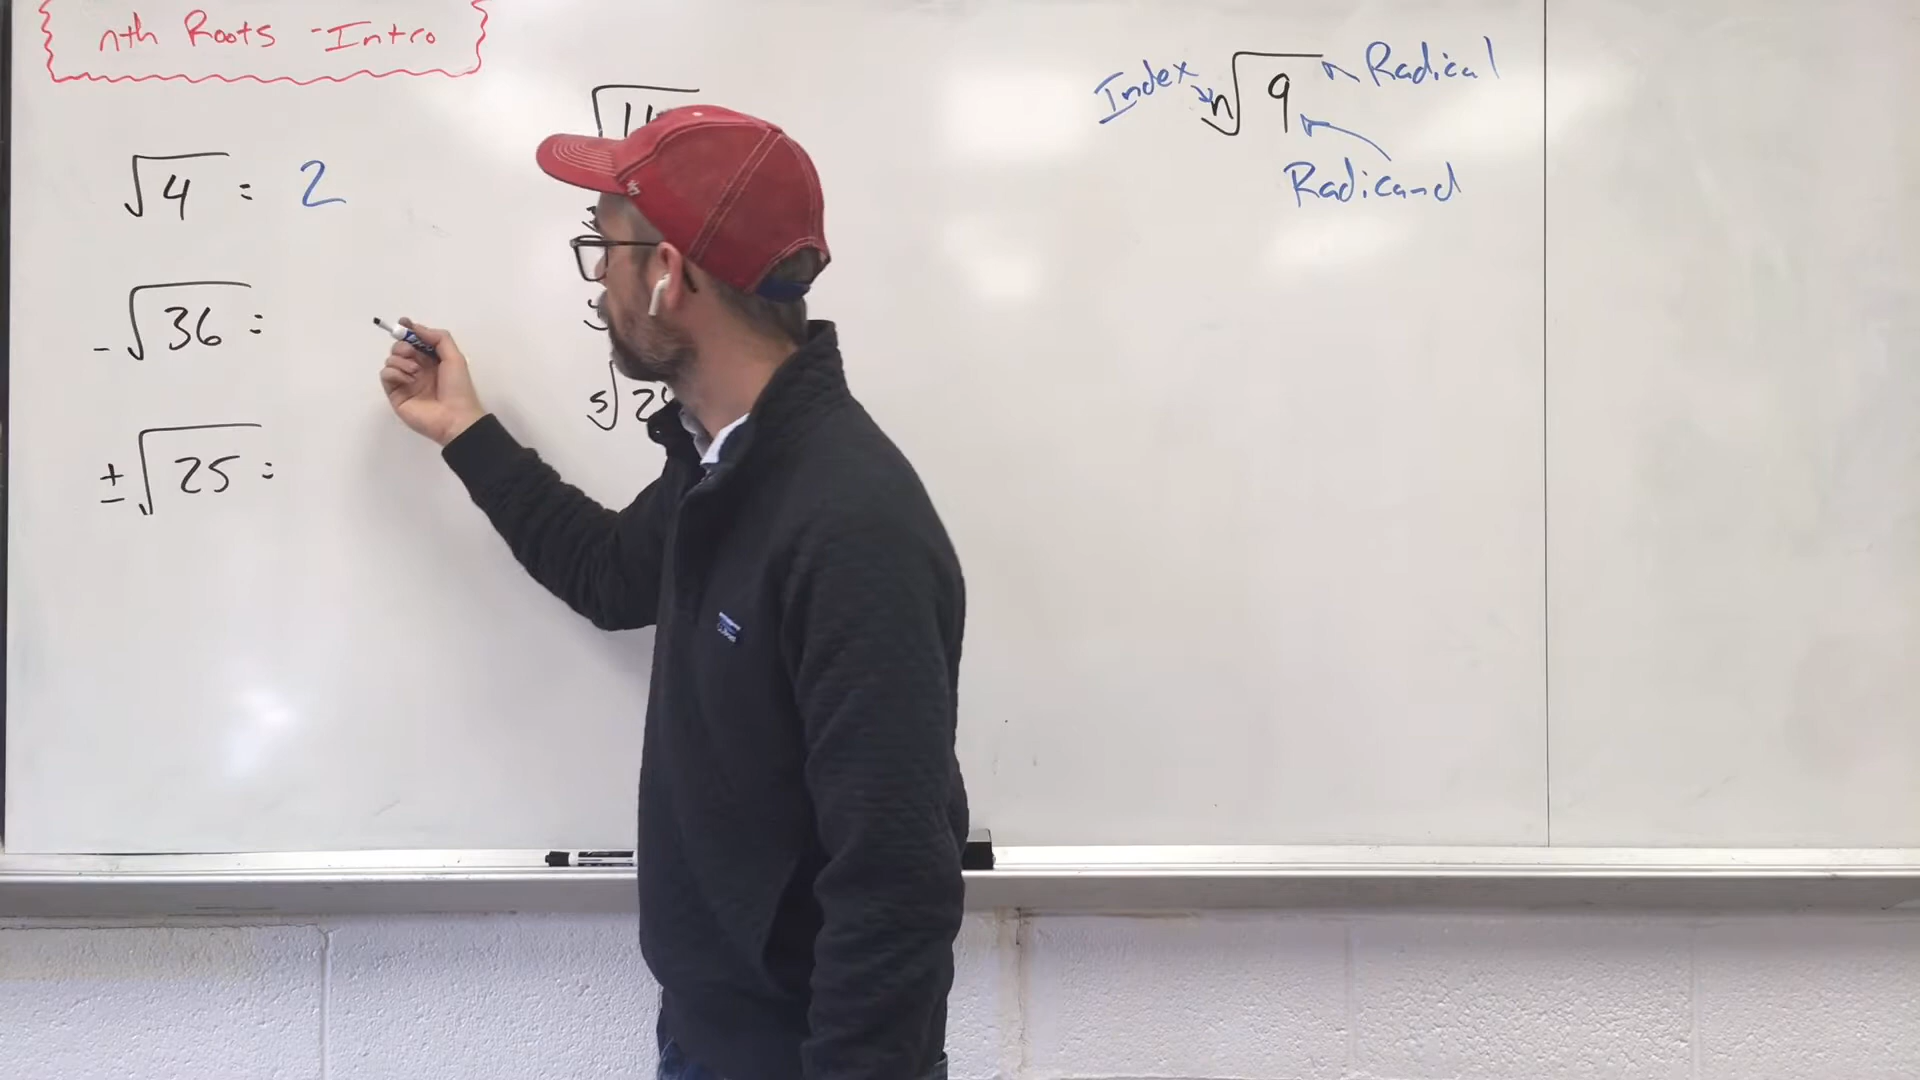 nth Roots - Intro
√4 = 2
-√36 =
±√25 =
Index
ⁿ√9
Radical
Radicand